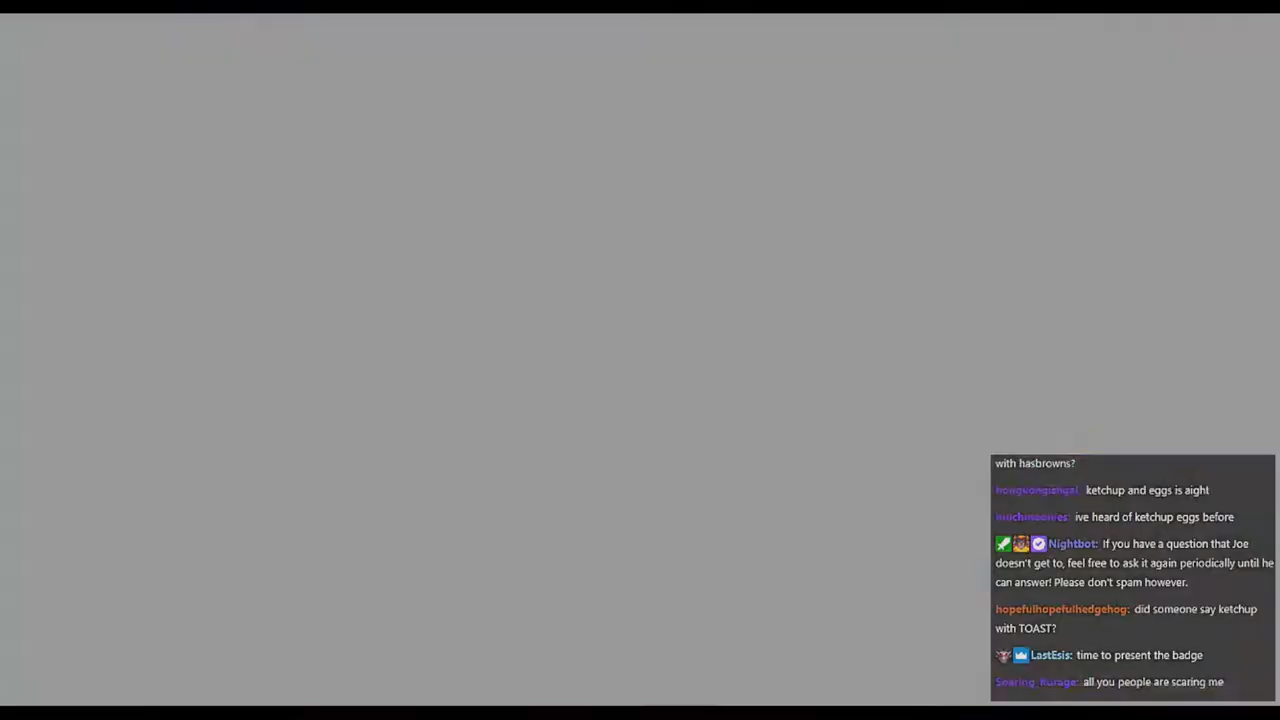 with hasbrowns?
ketchup and eggs is aight
ive heard of ketchup eggs before
Nightbot: If you have a question that Joe
doesn't get to, feel free to ask it again periodically until he
can answer! Please don't spam however.
hopefulhopefulhedgehog: did someone say ketchup
with TOAST?
LastEsis: time to present the badge
Soaring_Kurage: all you people are scaring me